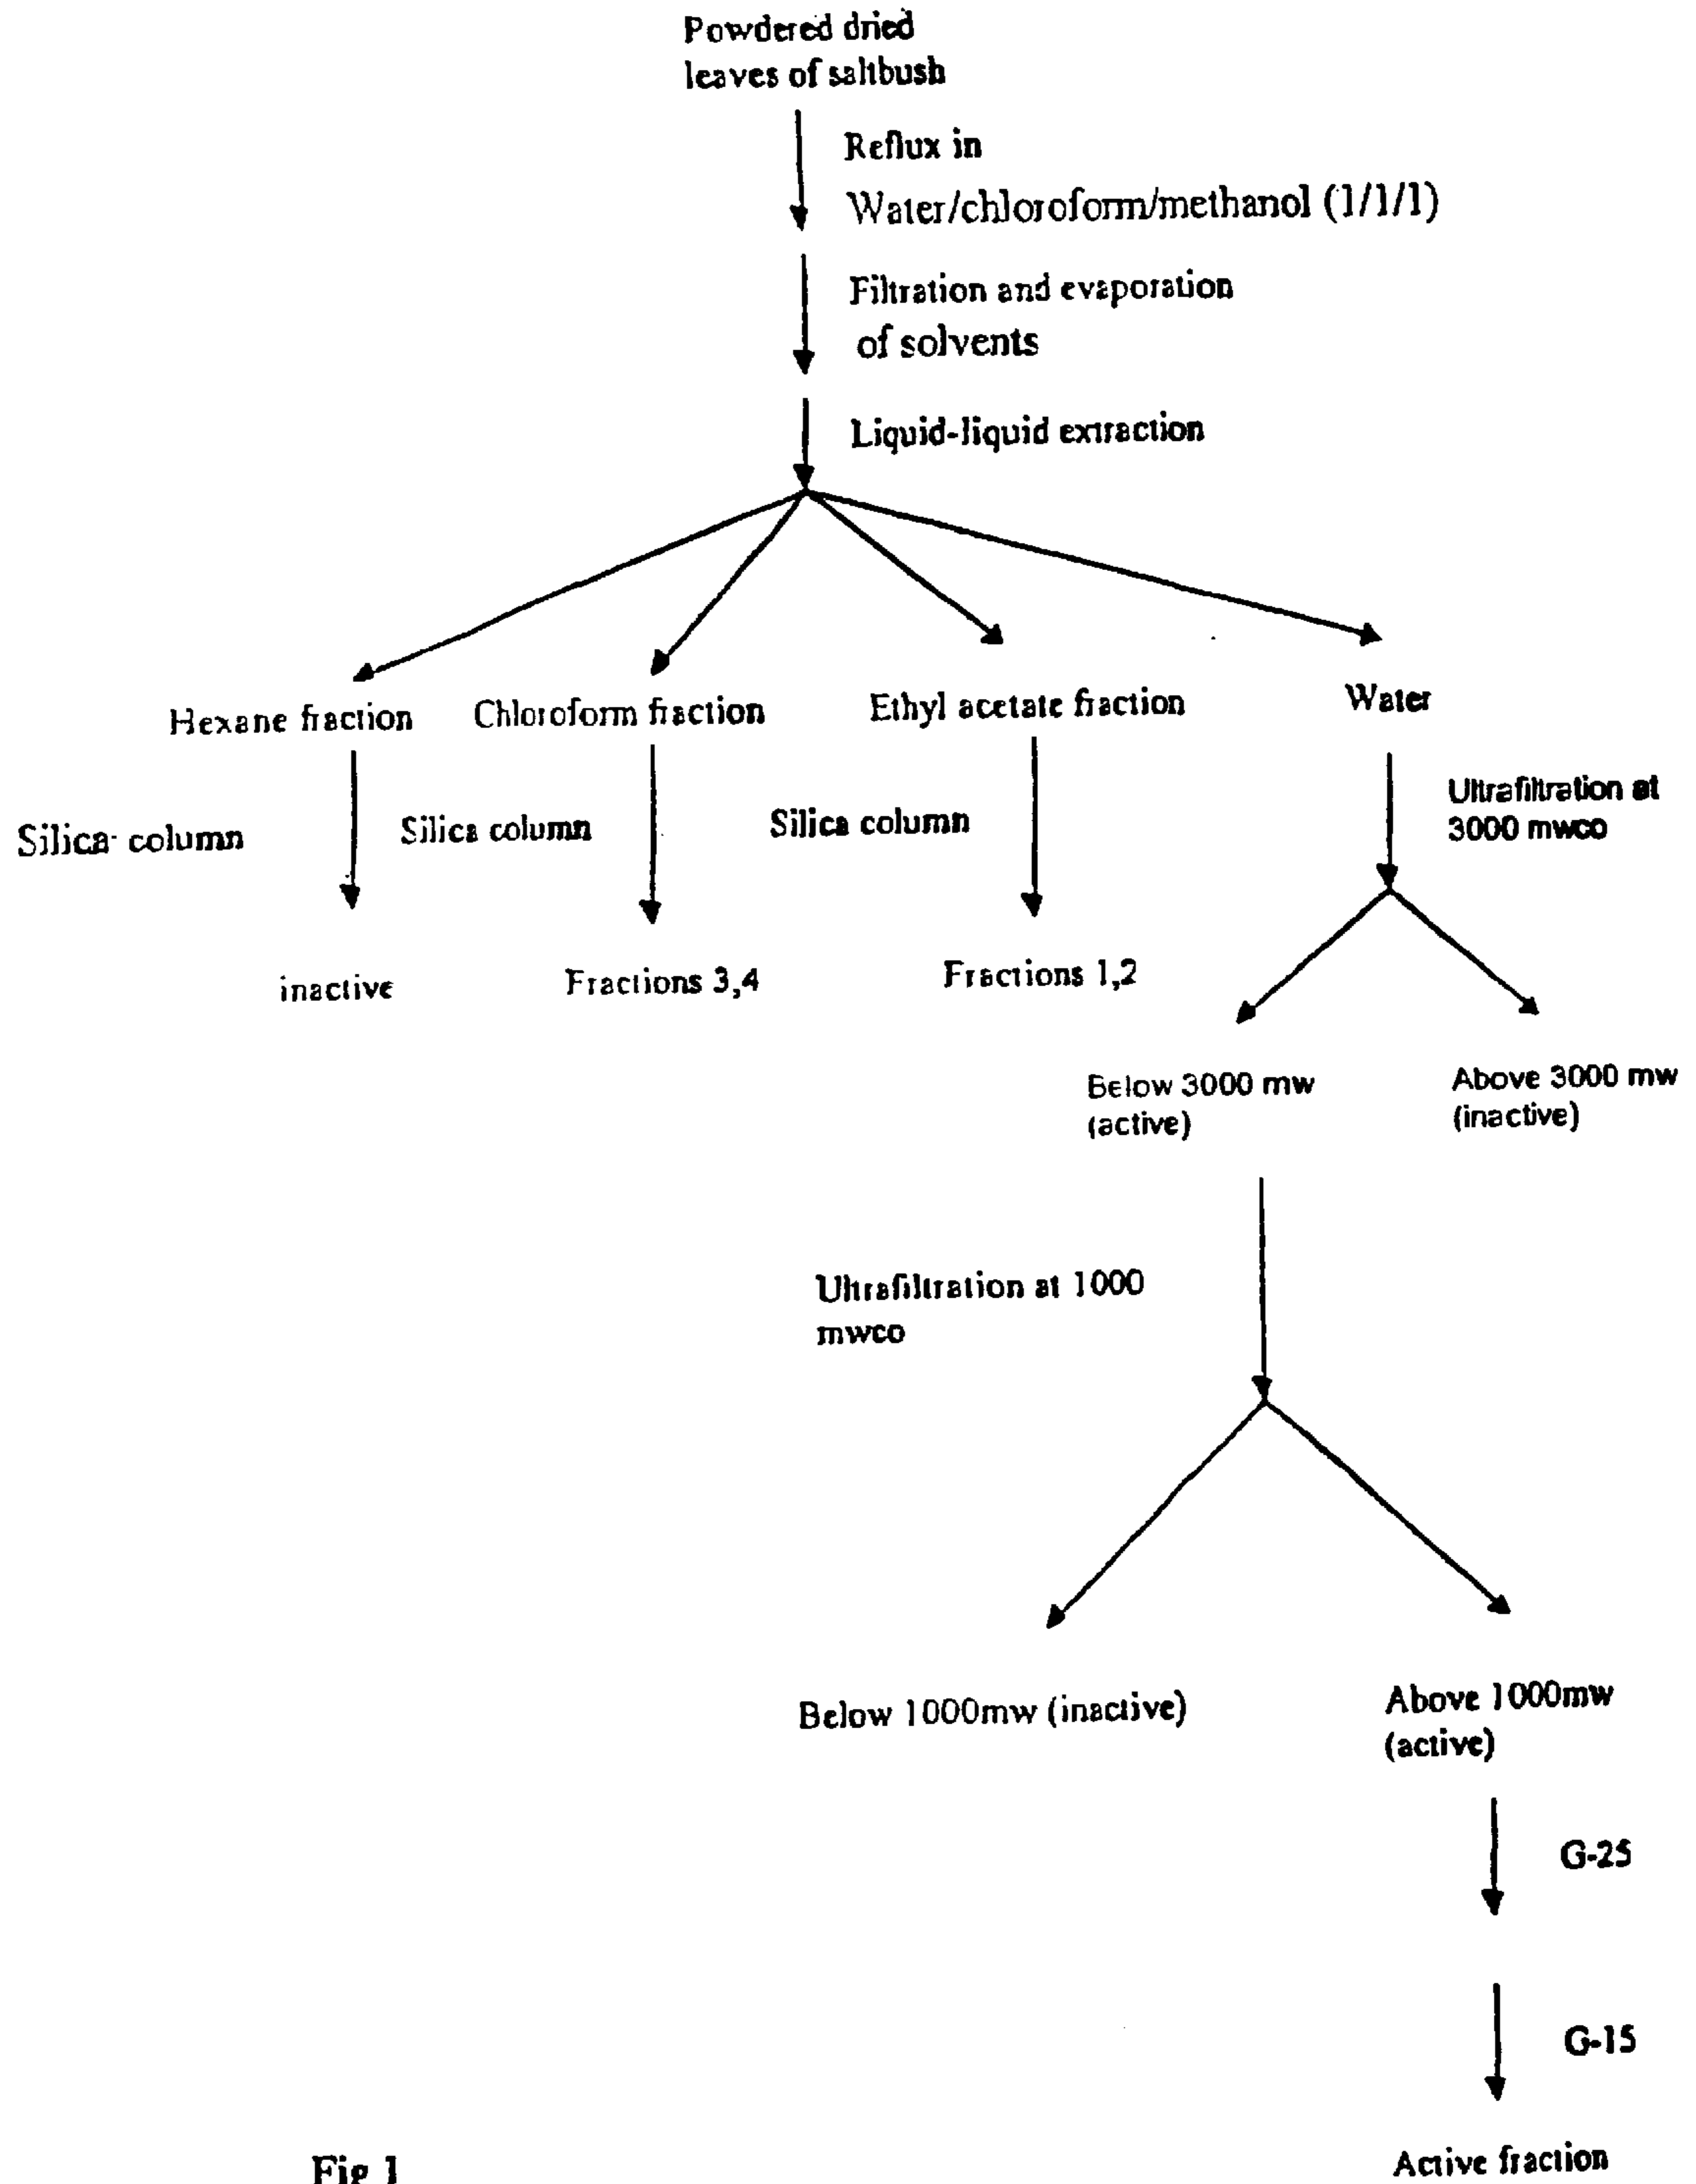 Powdered dried
leaves of saltbush
Reflux in
Water/chloroform/methanol (1/1/1)
Filtration and evaporation
of solvents
Liquid-liquid extraction
Hexane fraction
Chloroform fraction
Ethyl acetate fraction
Water
Silica column
Silica column
Silica column
Ultrafiltration at
3000 mwco
inactive
Fractions 3,4
Fractions 1,2
Below 3000 mw
(active)
Above 3000 mw
(inactive)
Ultrafiltration at 1000
mwco
Below 1000mw (inactive)
Above 1000mw
(active)
G-25
G-15
Active fraction
Fig 1